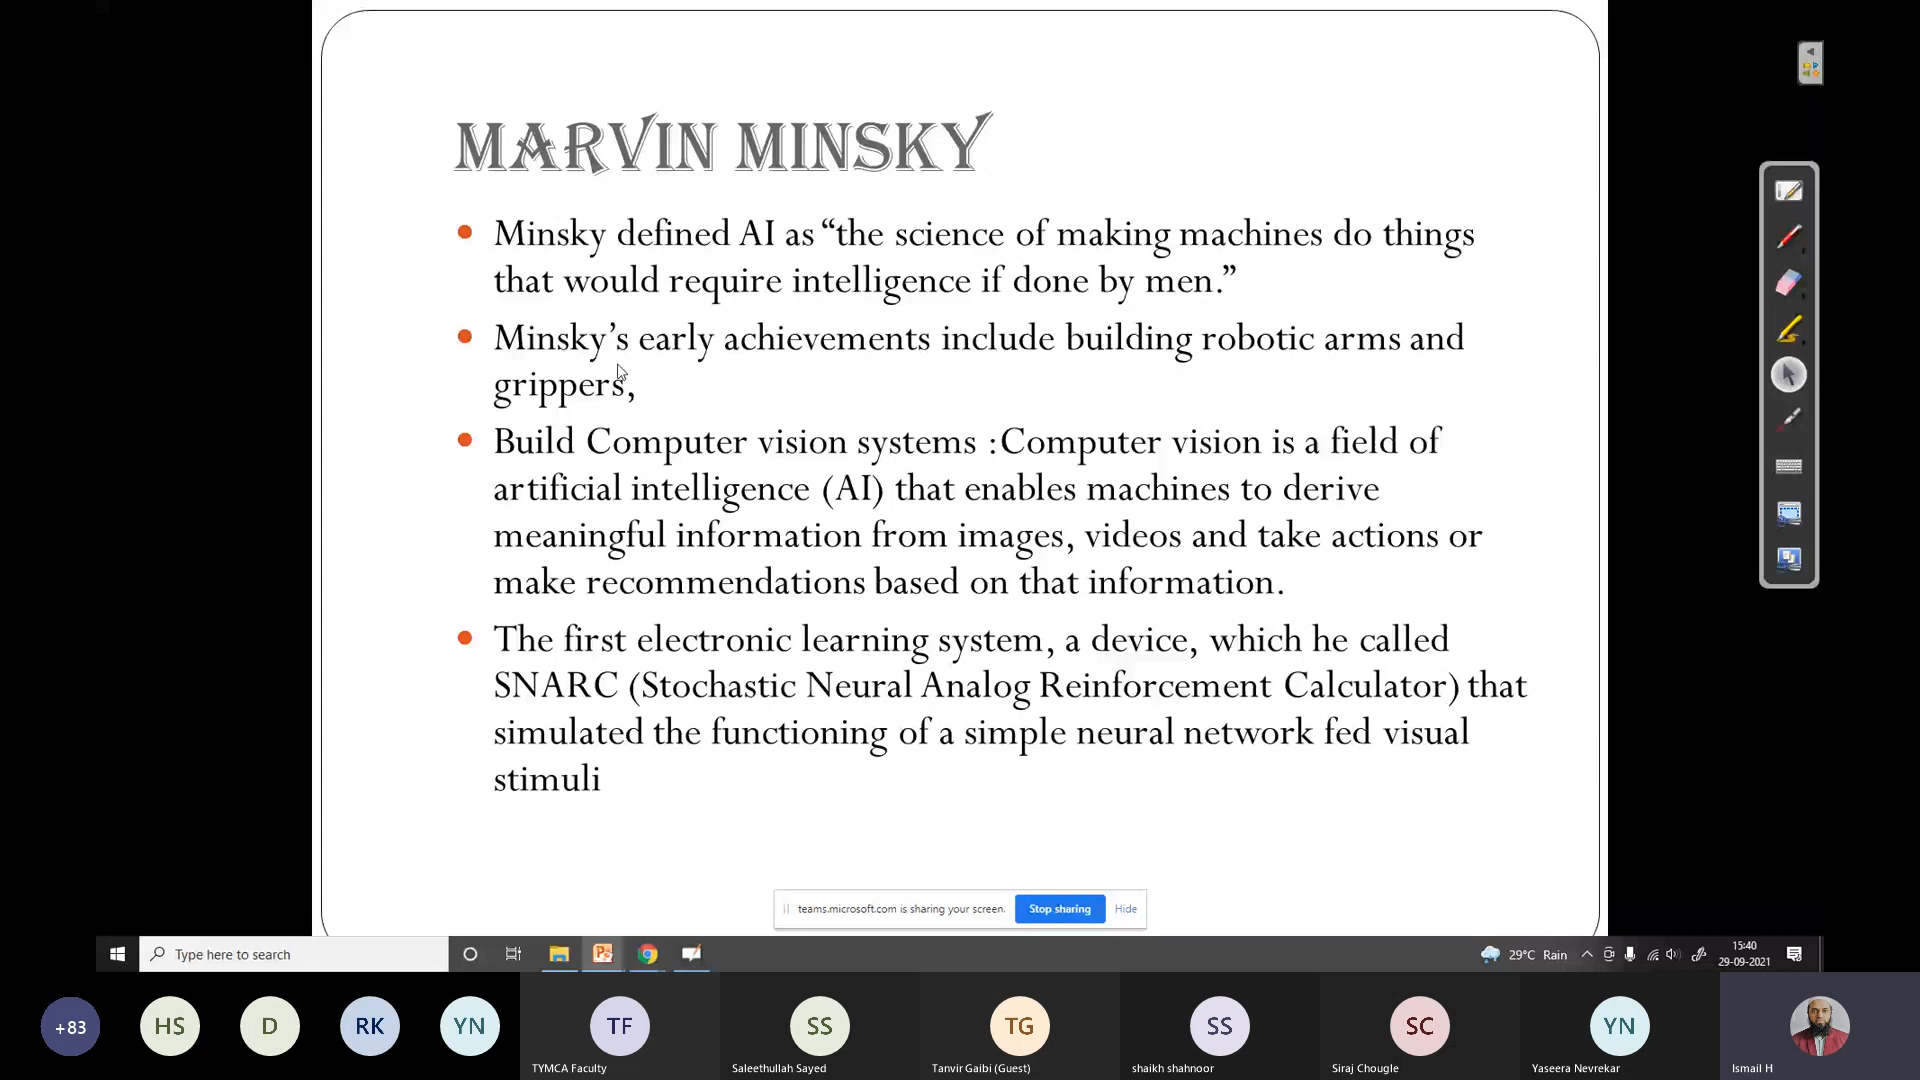 MARVIN MINSKY
Minsky defined AI as “the science of making machines do things
that would require intelligence if done by men.”
Minsky’s early achievements include building robotic arms and
grippers,
Build Computer vision systems :Computer vision is a field of
artificial intelligence (AI) that enables machines to derive
meaningful information from images, videos and take actions or
make recommendations based on that information.
The first electronic learning system, a device, which he called
SNARC (Stochastic Neural Analog Reinforcement Calculator) that
simulated the functioning of a simple neural network fed visual
stimuli
teams.microsoft.com is sharing your screen. Stop sharing Hide
Type here to search
29°C Rain
15:40
29-09-2021
+83 HS D RK YN TF SS TG SS SC YN
TYMCA Faculty Saleethullah Sayed Tanvir Gaibi (Guest) shaikh shahnoor Siraj Chougle Yaseera Nevrekar Ismail H